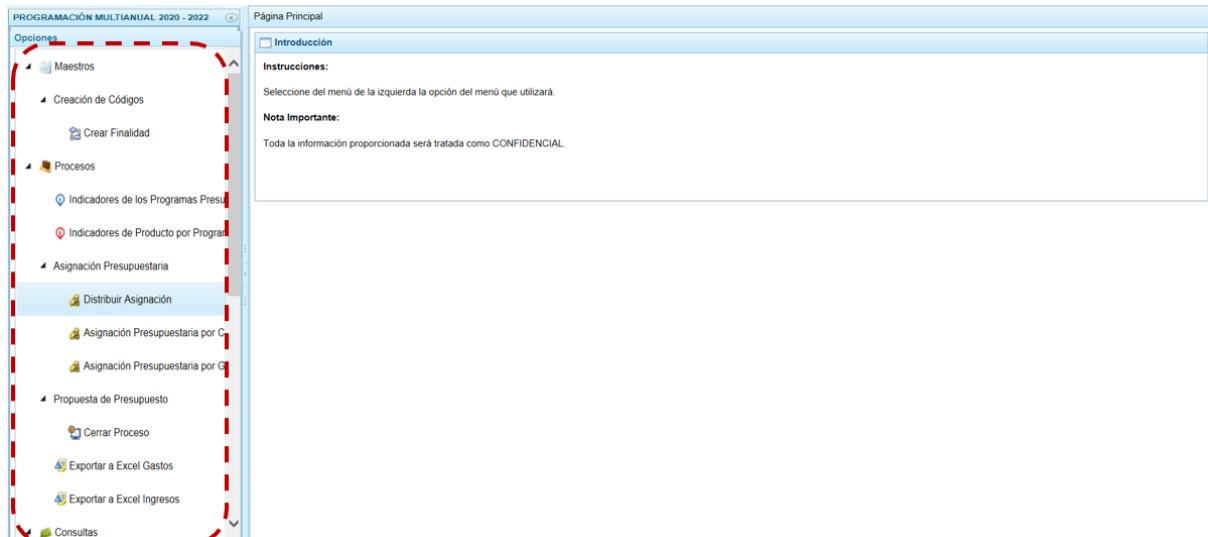 PROGRAMACIÓN MULTIANUAL 2020 - 2022
Opciones
Maestros
Creación de Códigos
Crear Finalidad
Procesos
Indicadores de los Programas Presu
Indicadores de Producto por Program
Asignación Presupuestaria
Distribuir Asignación
Asignación Presupuestaria por C
Asignación Presupuestaria por G
Propuesta de Presupuesto
Cerrar Proceso
Exportar a Excel Gastos
Exportar a Excel Ingresos
Consultas
Página Principal
Introducción
Instrucciones:
Seleccione del menú de la izquierda la opción del menú que utilizará.
Nota Importante:
Toda la información proporcionada será tratada como CONFIDENCIAL.